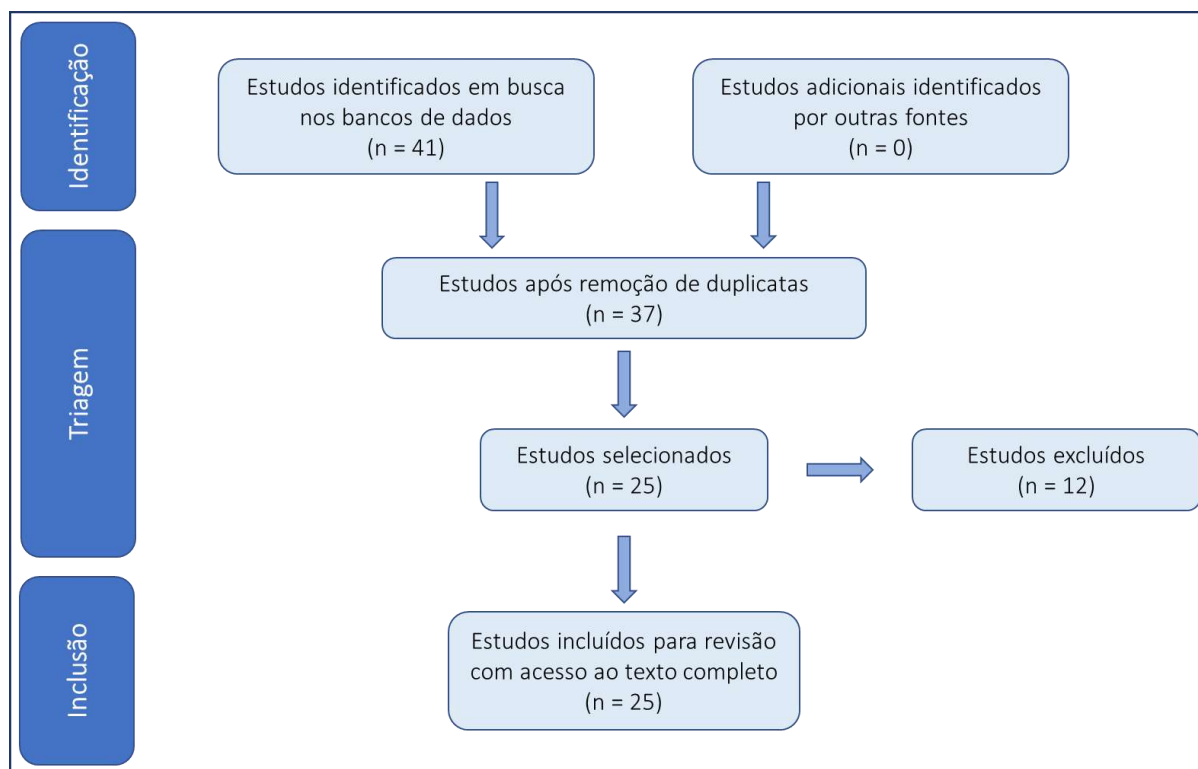 Identificação
Estudos identificados em busca
nos bancos de dados
(n = 41)
Estudos adicionais identificados
por outras fontes
(n = 0)
Triagem
Estudos após remoção de duplicatas
(n = 37)
Estudos selecionados
(n = 25)
Estudos excluídos
(n = 12)
Inclusão
Estudos incluídos para revisão
com acesso ao texto completo
(n = 25)